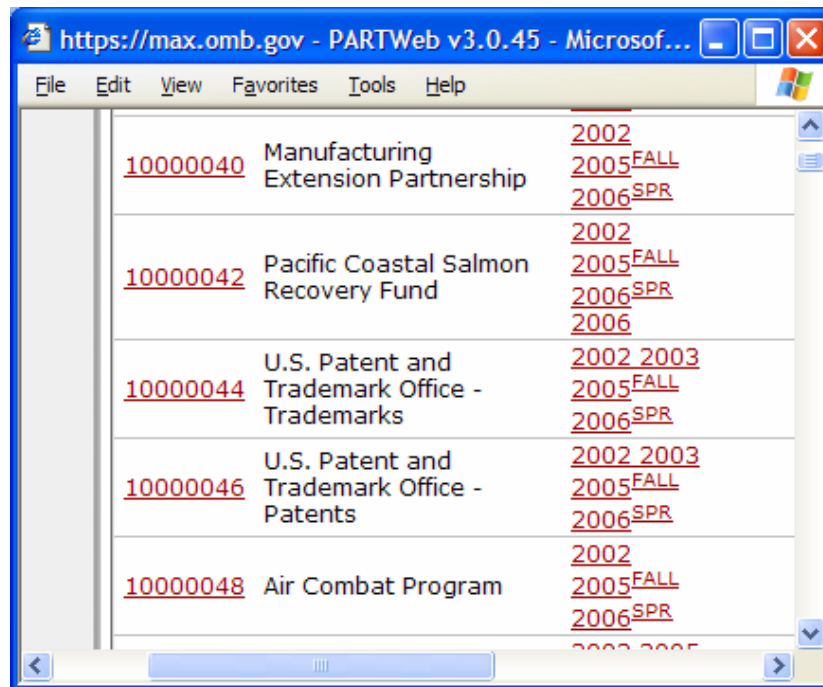 https://max.omb.gov - PARTWeb v3.0.45 - Microsof...
File Edit View Favorites Tools Help
10000040 Manufacturing Extension Partnership
2002
2005FALL
2006SPR
10000042 Pacific Coastal Salmon Recovery Fund
2002
2005FALL
2006SPR
2006
10000044 U.S. Patent and Trademark Office - Trademarks
2002 2003
2005FALL
2006SPR
10000046 U.S. Patent and Trademark Office - Patents
2002 2003
2005FALL
2006SPR
10000048 Air Combat Program
2002
2005FALL
2006SPR